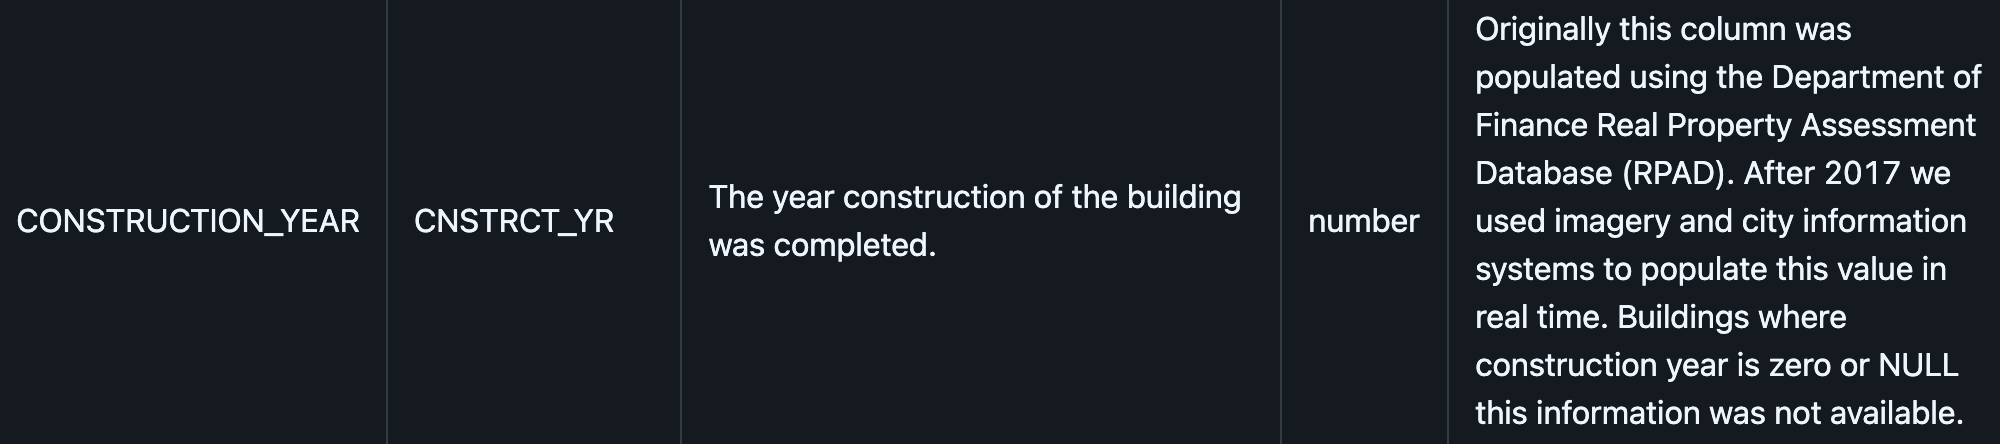 CONSTRUCTION_YEAR
CNSTRCT_YR
The year construction of the building
was completed.
number
Originally this column was
populated using the Department of
Finance Real Property Assessment
Database (RPAD). After 2017 we
used imagery and city information
systems to populate this value in
real time. Buildings where
construction year is zero or NULL
this information was not available.